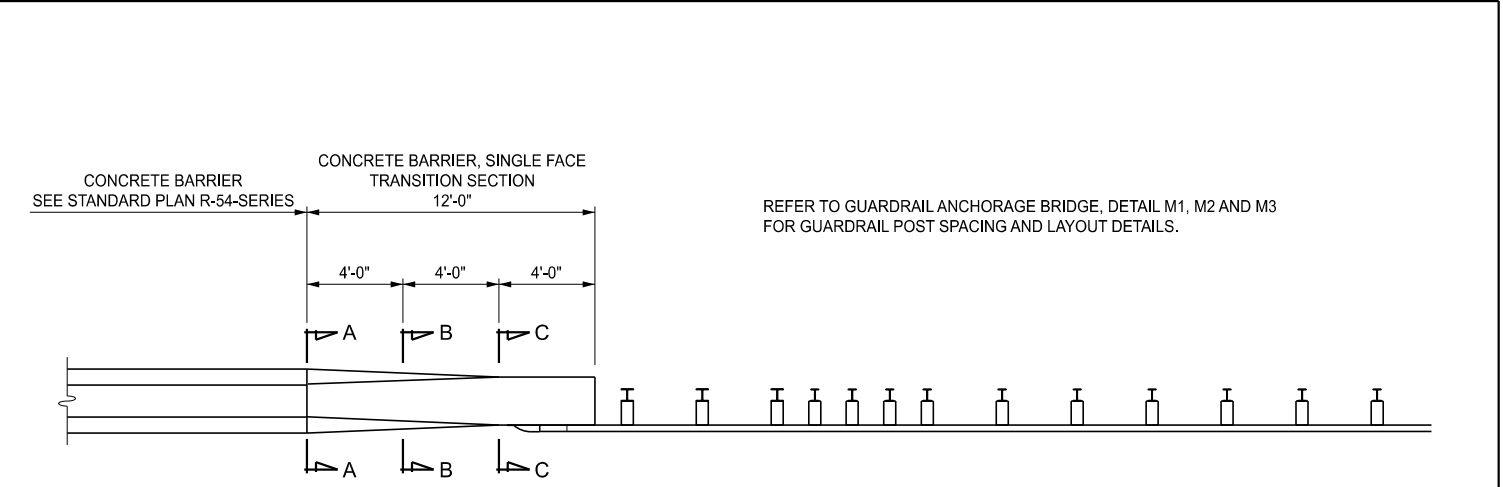 CONCRETE BARRIER
SEE STANDARD PLAN R-54-SERIES
CONCRETE BARRIER, SINGLE FACE
TRANSITION SECTION
12'-0"
REFER TO GUARDRAIL ANCHORAGE BRIDGE, DETAIL M1, M2 AND M3
FOR GUARDRAIL POST SPACING AND LAYOUT DETAILS.
4'-0" 4'-0" 4'-0"
A B C
A B C